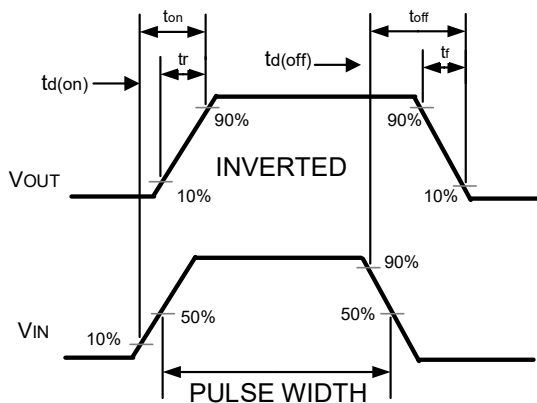 ton
toff
tr
tf
td(on)
td(off)
90%
90%
VOUT
INVERTED
10%
10%
90%
50%
50%
VIN
10%
PULSE WIDTH